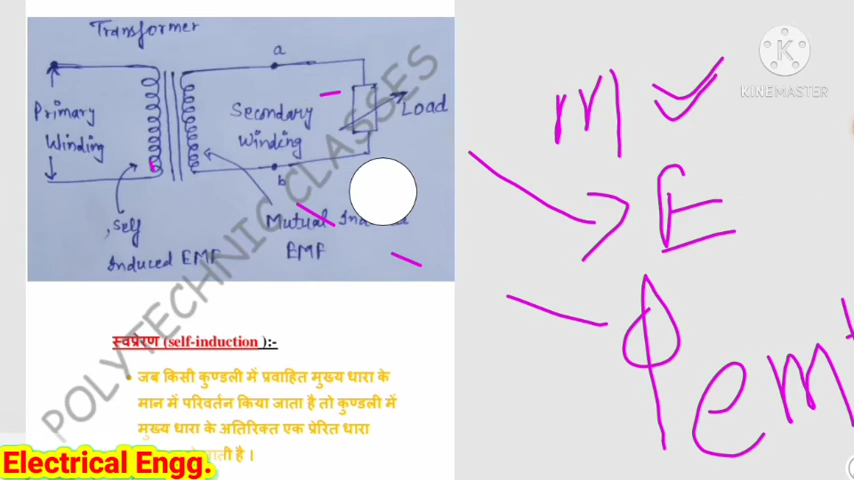 Transformer
a
Primary
Winding
Secondary
Winding
Load
b
Self
Induced EMF
Mutual
EMF
POLYTECHNIC CLASSES
स्वप्रेरण (self-induction ):-
• जब किसी कुण्डली में प्रवाहित मुख्य धारा के
मान में परिवर्तन किया जाता है तो कुण्डली में
मुख्य धारा के अतिरिक्त एक प्रेरित धारा
है ।
Electrical Engg.
m
E
φ
em
K
KINEMASTER